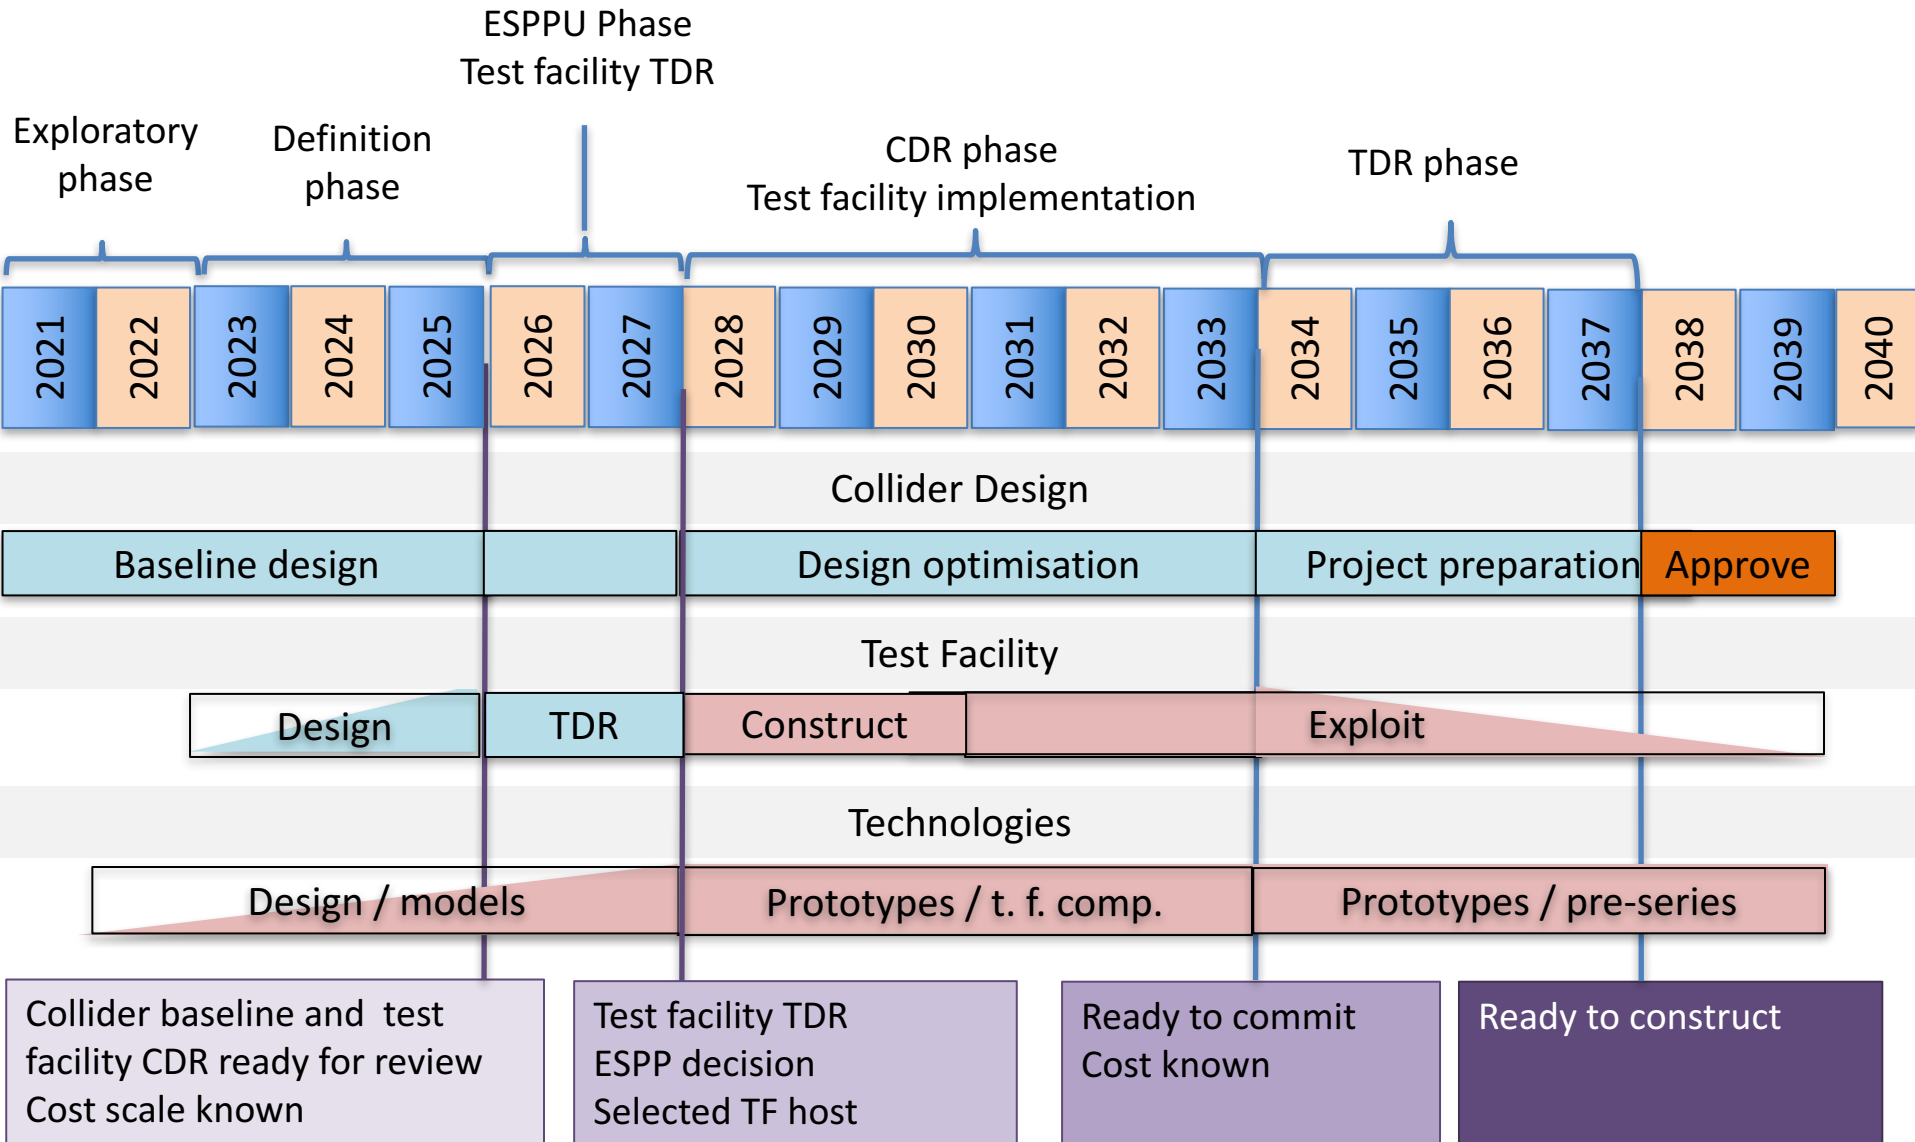 ESPPU Phase
Test facility TDR
Exploratory
phase
Definition
phase
CDR phase
Test facility implementation
TDR phase
2021
2022
2023
2024
2025
2026
2027
2028
2029
2030
2031
2032
2033
2034
2035
2036
2037
2038
2039
2040
Collider Design
Baseline design
Design optimisation
Project preparation
Approve
Test Facility
Design
TDR
Construct
Exploit
Technologies
Design / models
Prototypes / t. f. comp.
Prototypes / pre-series
Collider baseline and test
facility CDR ready for review
Cost scale known
Test facility TDR
ESPP decision
Selected TF host
Ready to commit
Cost known
Ready to construct